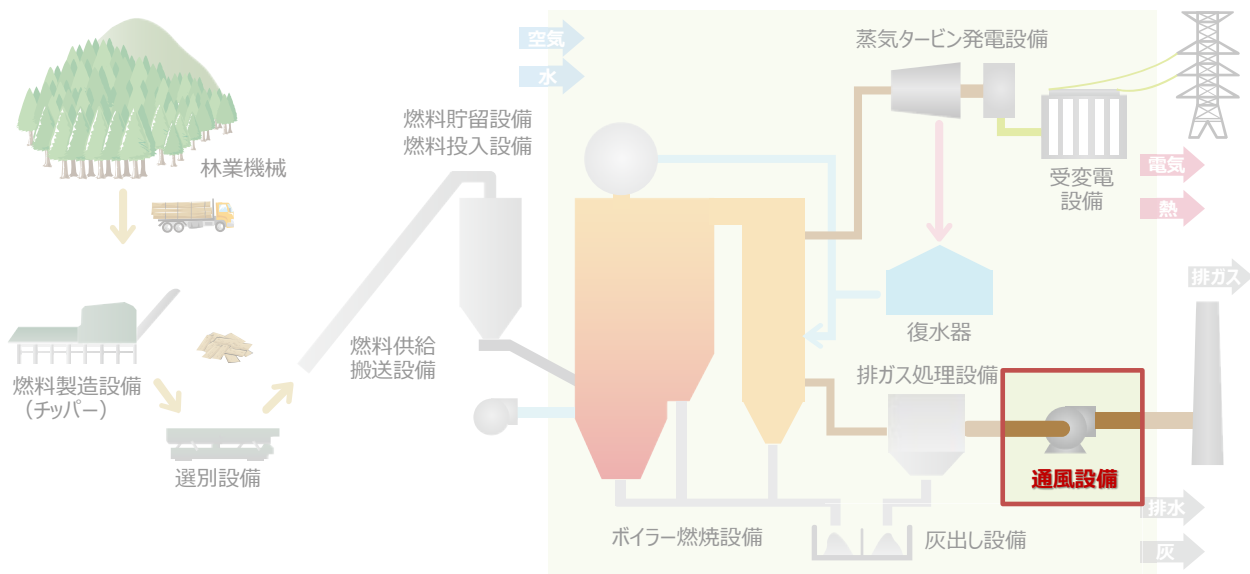 空気
水
蒸気タービン発電設備
燃料貯留設備
燃料投入設備
林業機械
電気
受変電
設備
熱
排ガス
復水器
燃料供給
搬送設備
排ガス処理設備
燃料製造設備
（チッパー）
選別設備
通風設備
排水
ボイラー燃焼設備
灰出し設備
灰